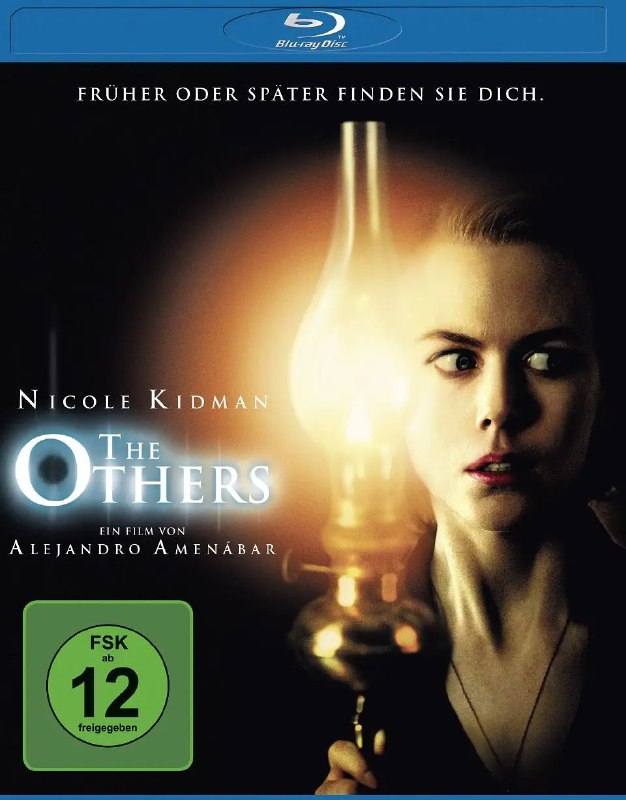 Blu-ray Disc™
FRÜHER ODER SPÄTER FINDEN SIE DICH.
NICOLE KIDMAN
THE
OTHERS
EIN FILM VON
ALEJANDRO AMENÁBAR
FSK
ab
12
freigegeben